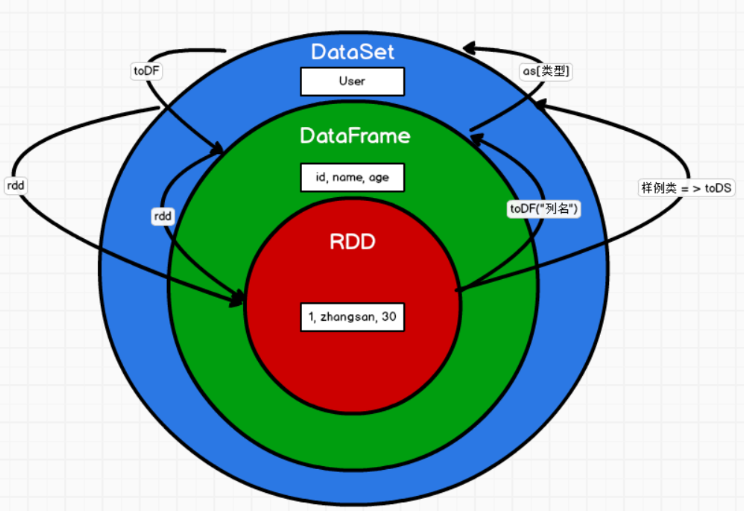 DataSet
User
toDF
as[类型]
DataFrame
id, name, age
rdd
rdd
toDF("列名")
样例类 = > toDS
RDD
1, zhangsan, 30